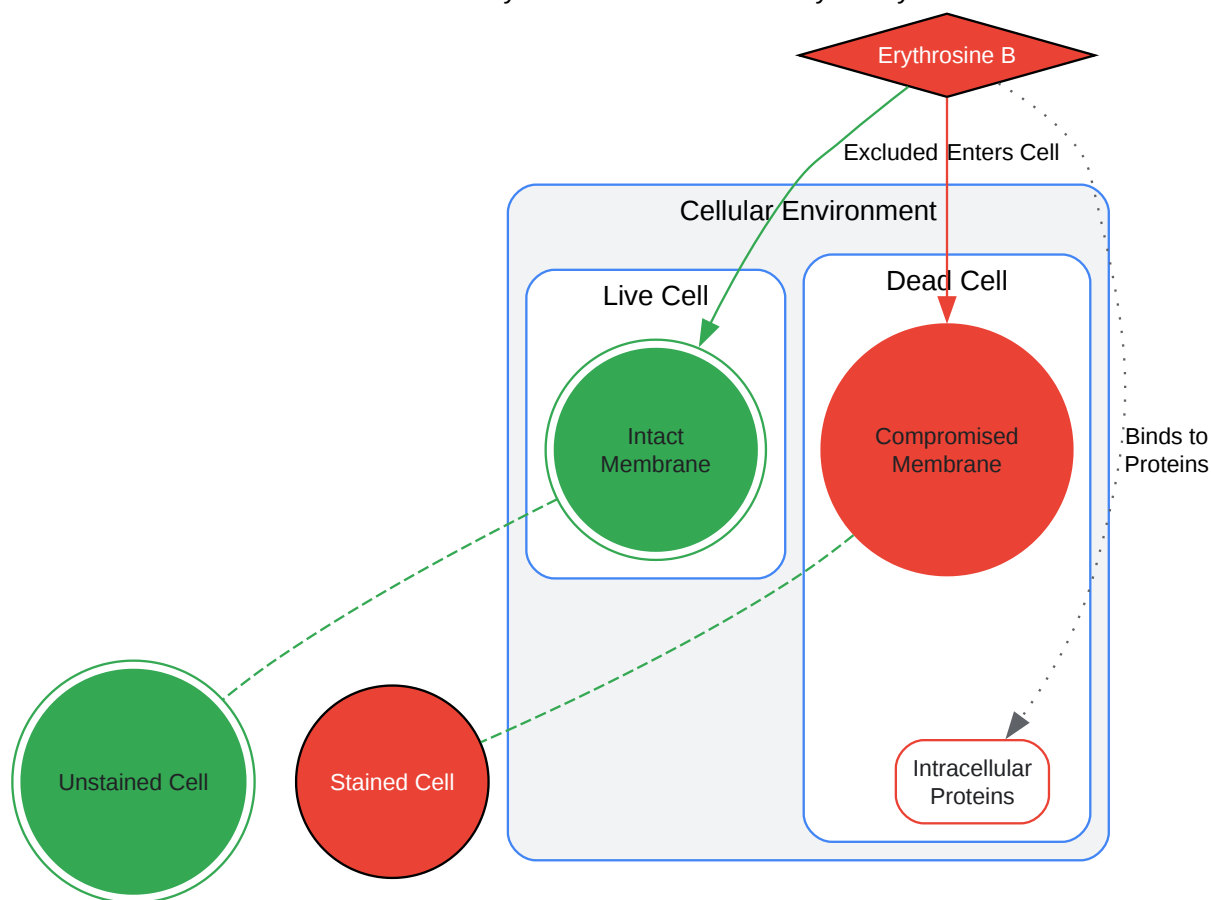 Erythrosine B
Excluded
Enters Cell
Cellular Environment
Live Cell
Dead Cell
Intact
Membrane
Compromised
Membrane
Binds to
Proteins
Unstained Cell
Stained Cell
Intracellular
Proteins